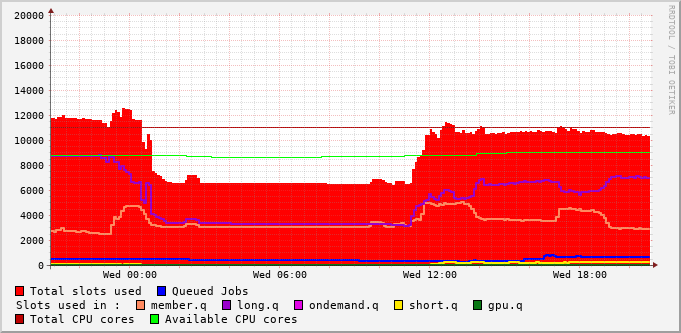 20000
18000
16000
14000
12000
10000
8000
6000
4000
2000
0
Wed 00:00 Wed 06:00 Wed 12:00 Wed 18:00
Total slots used Queued Jobs
Slots used in : member.q long.q ondemand.q short.q gpu.q
Total CPU cores Available CPU cores
RRDTOOL / TOBI OETIKER